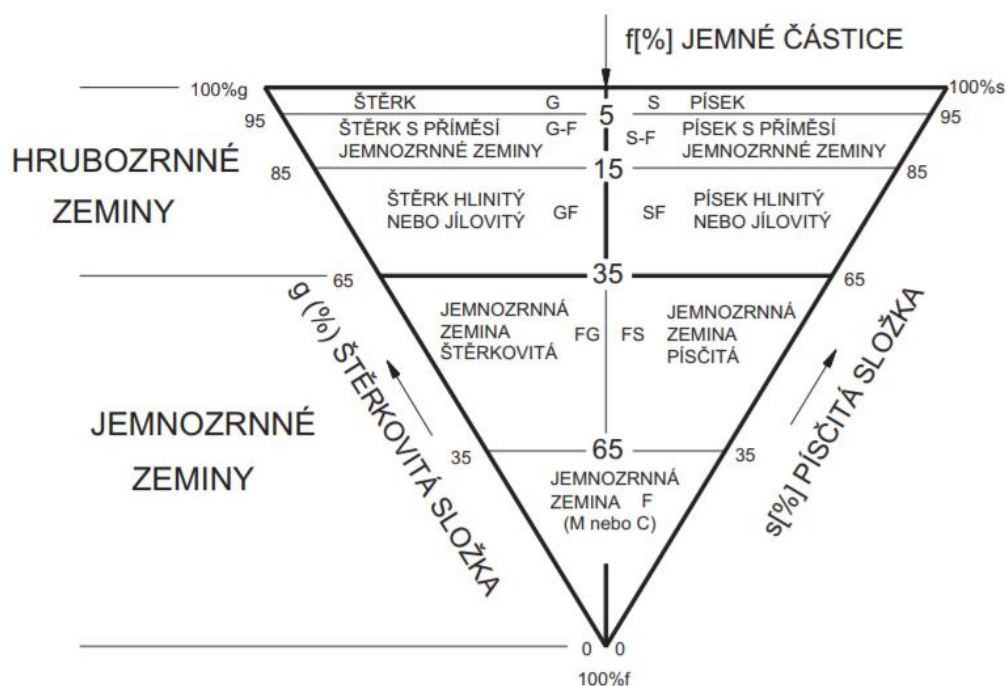 f[%] JEMNÉ ČÁSTICE
100%g
100%s
ŠTĚRK G S PÍSEK
95 5 95
ŠTĚRK S PŘÍMĚSÍ G-F S-F PÍSEK S PŘÍMĚSÍ
JEMNOZRNNÉ ZEMINY JEMNOZRNNÉ ZEMINY
85 15 85
HRUBOZRNNÉ
ZEMINY
ŠTĚRK HLINITÝ GF SF PÍSEK HLINITÝ
NEBO JÍLOVITÝ NEBO JÍLOVITÝ
65 35 65
JEMNOZRNNÁ
ZEMINA
ŠTĚRKOVITÁ
FG FS
JEMNOZRNNÁ
ZEMINA
PÍSČITÁ
g (%) ŠTĚRKOVITÁ SLOŽKA
s[%] PÍSČITÁ SLOŽKA
JEMNOZRNNÉ
ZEMINY
35 65 35
JEMNOZRNNÁ
ZEMINA F
(M nebo C)
0 0
100%f